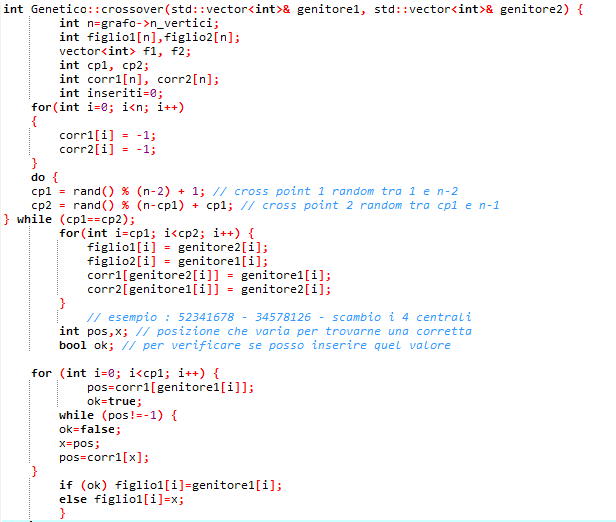 int Genetico::crossover(std::vector<int>& genitore1, std::vector<int>& genitore2) {
int n=grafo->n_vertici;
int figlio1[n],figlio2[n];
vector<int> f1, f2;
int cp1, cp2;
int corr1[n], corr2[n];
int inseriti=0;
for(int i=0; i<n; i++)
{
corr1[i] = -1;
corr2[i] = -1;
}
do {
cp1 = rand() % (n-2) + 1; // cross point 1 random tra 1 e n-2
cp2 = rand() % (n-cp1) + cp1; // cross point 2 random tra cp1 e n-1
} while (cp1==cp2);
for(int i=cp1; i<cp2; i++) {
figlio1[i] = genitore2[i];
figlio2[i] = genitore1[i];
corr1[genitore2[i]] = genitore1[i];
corr2[genitore1[i]] = genitore2[i];
}
// esempio : 52341678 - 34578126 - scambio i 4 centrali
int pos,x; // posizione che varia per trovarne una corretta
bool ok; // per verificare se posso inserire quel valore
for (int i=0; i<cp1; i++) {
pos=corr1[genitore1[i]];
ok=true;
while (pos!=-1) {
ok=false;
x=pos;
pos=corr1[x];
}
if (ok) figlio1[i]=genitore1[i];
else figlio1[i]=x;
}